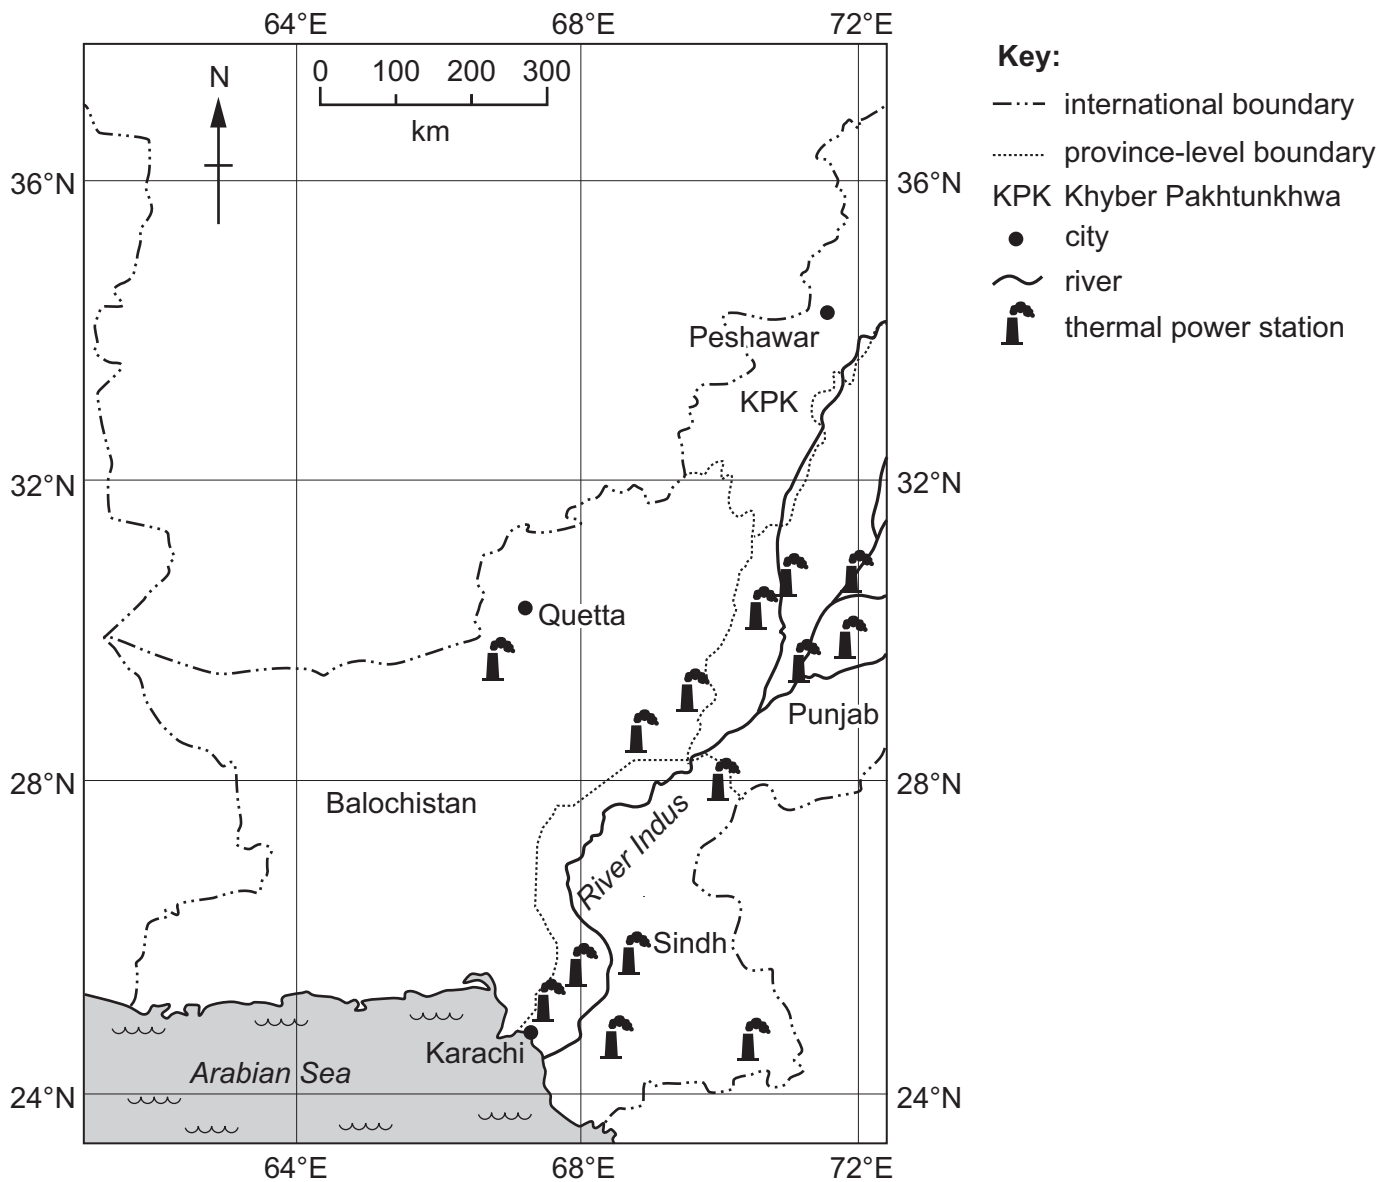 64°E 68°E 72°E
Key:
0 100 200 300
km
N
international boundary
province-level boundary
KPK Khyber Pakhtunkhwa
city
river
thermal power station
36°N 36°N
Peshawar
KPK
32°N 32°N
Quetta
Punjab
28°N 28°N
Balochistan
River Indus
Sindh
Karachi
Arabian Sea
24°N 24°N
64°E 68°E 72°E